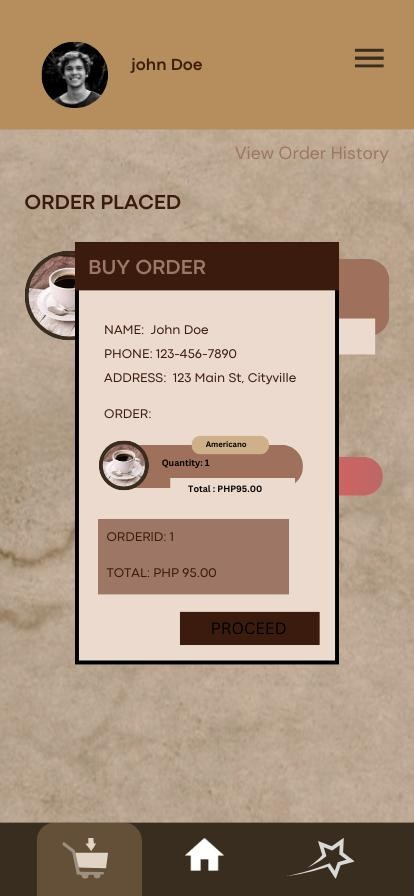 john Doe
View Order History
ORDER PLACED
BUY ORDER
NAME: John Doe
PHONE: 123-456-7890
ADDRESS: 123 Main St, Cityville
ORDER:
Americano
Quantity: 1
Total : PHP95.00
ORDERID: 1
TOTAL: PHP 95.00
PROCEED